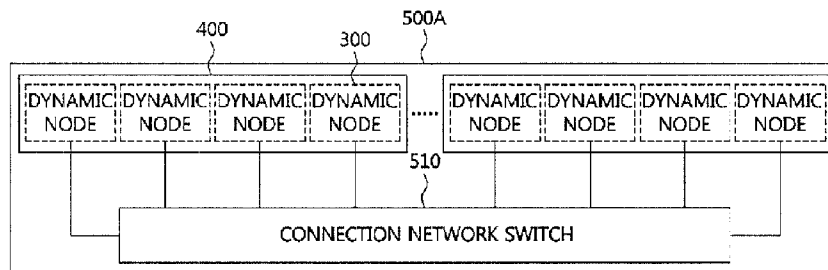 500A
400
300
DYNAMIC DYNAMIC DYNAMIC DYNAMIC DYNAMIC DYNAMIC DYNAMIC DYNAMIC
NODE NODE NODE NODE ..... NODE NODE NODE NODE
510
CONNECTION NETWORK SWITCH